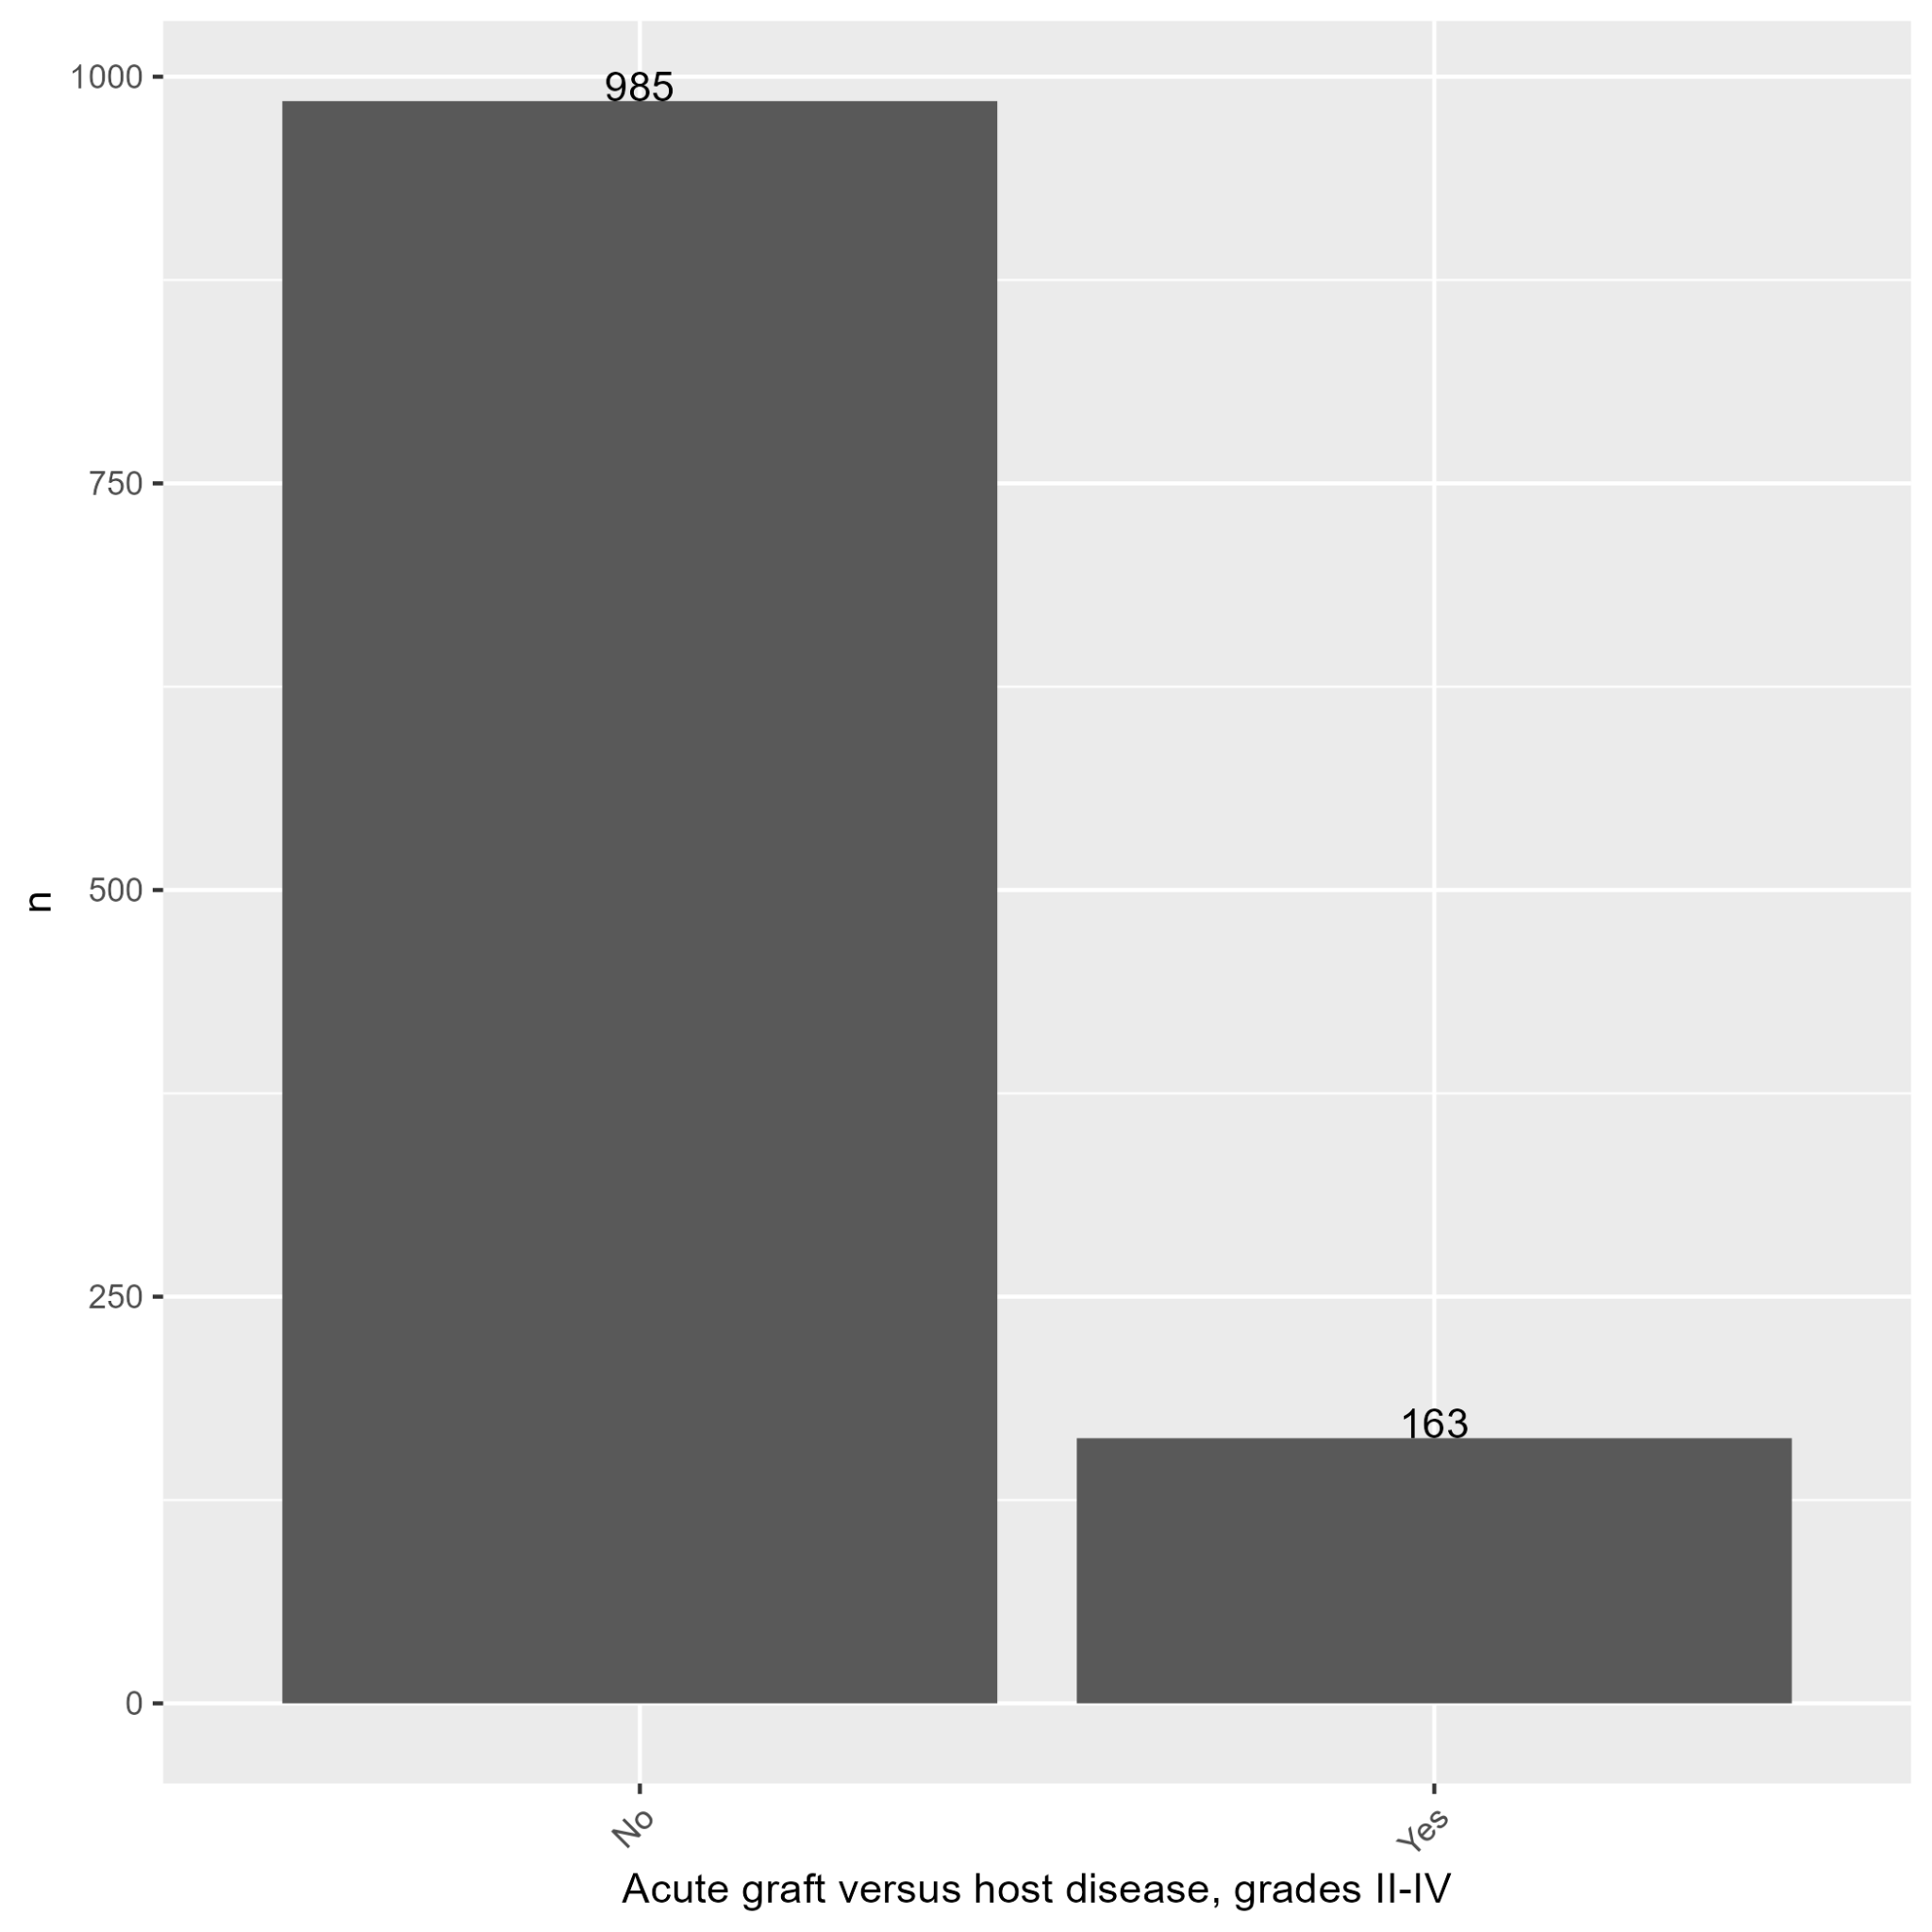 1000
985
750
500
n
250
163
0
No
Yes
Acute graft versus host disease, grades II-IV